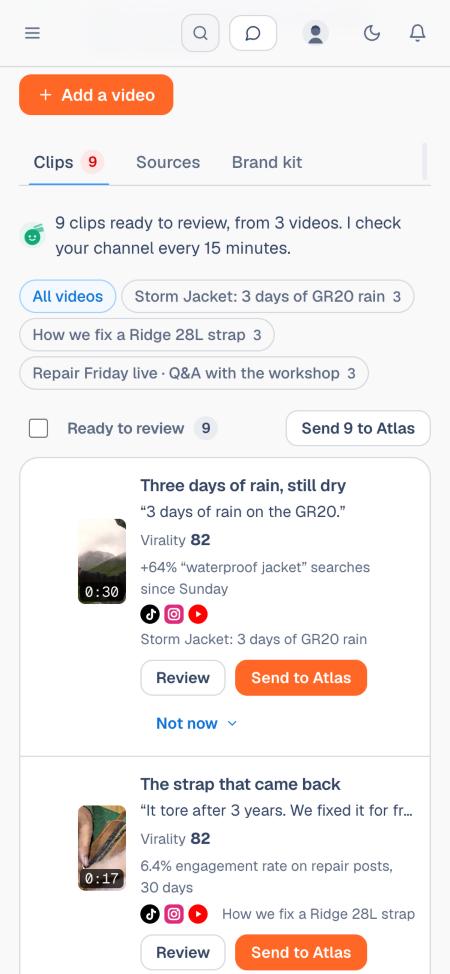 + Add a video
Clips 9
Sources
Brand kit
9 clips ready to review, from 3 videos. I check
your channel every 15 minutes.
All videos
Storm Jacket: 3 days of GR20 rain 3
How we fix a Ridge 28L strap 3
Repair Friday live · Q&A with the workshop 3
Ready to review 9
Send 9 to Atlas
Three days of rain, still dry
“3 days of rain on the GR20.”
Virality 82
+64% “waterproof jacket” searches
since Sunday
0:30
Storm Jacket: 3 days of GR20 rain
Review
Send to Atlas
Not now
The strap that came back
“It tore after 3 years. We fixed it for fr…
Virality 82
6.4% engagement rate on repair posts,
30 days
0:17
How we fix a Ridge 28L strap
Review
Send to Atlas